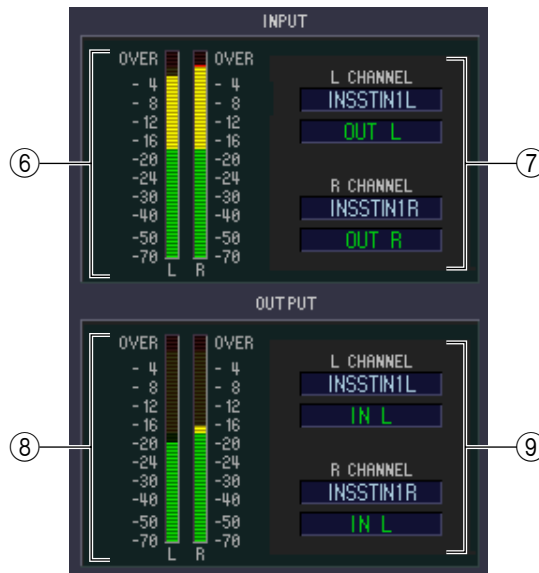 INPUT
OVER OVER
- 4 - 4
- 8 - 8
-12 -12
-16 -16
-20 -20
-24 -24
-30 -30
-40 -40
-50 -50
-70 -70
L R
L CHANNEL
INSSTIN1L
OUT L
R CHANNEL
INSSTIN1R
OUT R
⑥
⑦
OUTPUT
OVER OVER
- 4 - 4
- 8 - 8
-12 -12
-16 -16
-20 -20
-24 -24
-30 -30
-40 -40
-50 -50
-70 -70
L R
L CHANNEL
INSSTIN1L
IN L
R CHANNEL
INSSTIN1R
IN L
⑧
⑨